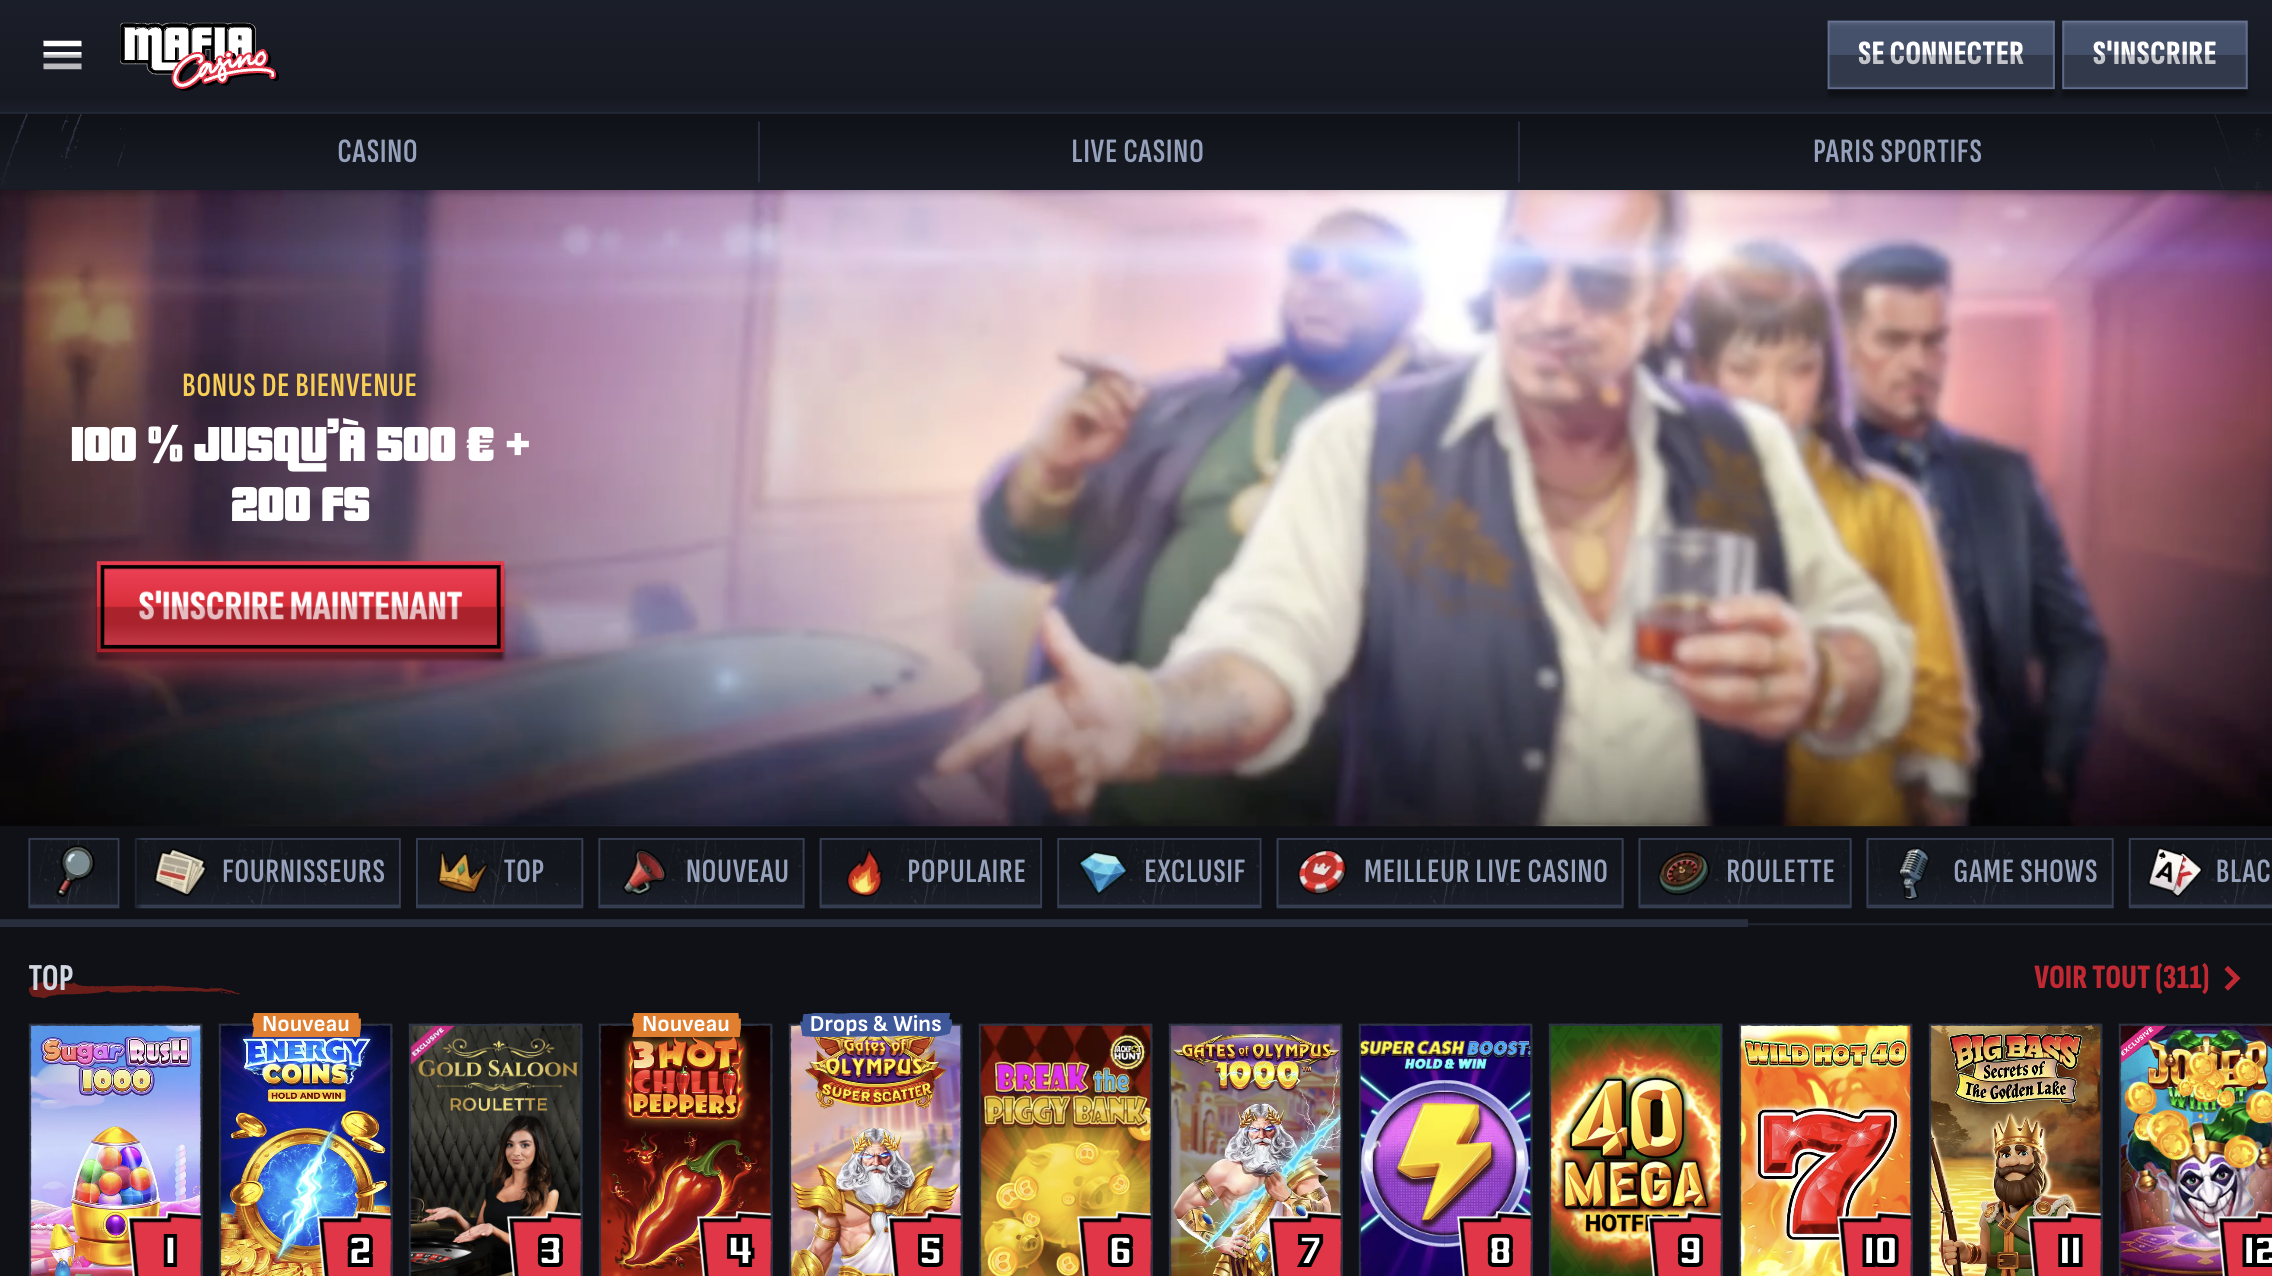 MAFIA
Casino
SE CONNECTER
S'INSCRIRE
CASINO
LIVE CASINO
PARIS SPORTIFS
BONUS DE BIENVENUE
100 % JUSQU'À 500 € +
200 FS
S'INSCRIRE MAINTENANT
FOURNISSEURS
TOP
NOUVEAU
POPULAIRE
EXCLUSIF
MEILLEUR LIVE CASINO
ROULETTE
GAME SHOWS
BLAC
TOP
VOIR TOUT (311)
Sugar RUSH
1000
1
Nouveau
ENERGY
COINS
HOLD AND WIN
2
EXCLUSIVE
GOLD SALOON
ROULETTE
3
Nouveau
3 HOT
CHILLI
PEPPERS
4
Drops & Wins
Gates of
OLYMPUS
SUPER SCATTER
5
JACKPOT
HUNT
BREAK the
PIGGY BANK
6
GATES of OLYMPUS
1000
7
SUPER CASH BOOST
HOLD & WIN
8
40
MEGA
HOTFIRE
9
WILD HOT 40
7
10
BIG BASS
Secrets of
The Golden Lake
11
EXCLUSIVE
JOKER
12